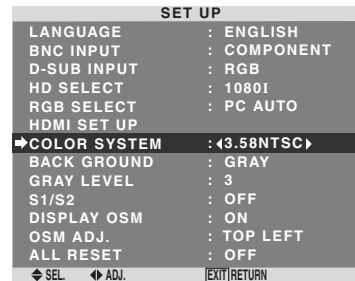 SET UP
LANGUAGE : ENGLISH
BNC INPUT : COMPONENT
D-SUB INPUT : RGB
HD SELECT : 1080I
RGB SELECT : PC AUTO
HDMI SET UP
COLOR SYSTEM : 3.58NTSC
BACK GROUND : GRAY
GRAY LEVEL : 3
S1/S2 : OFF
DISPLAY OSM : ON
OSM ADJ. : TOP LEFT
ALL RESET : OFF
SEL. ADJ. EXIT RETURN